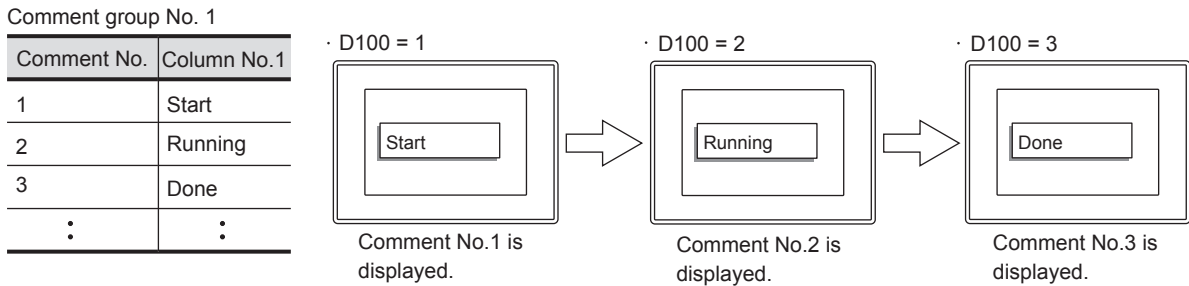 Comment group No. 1
Comment No. Column No.1
1 Start
2 Running
3 Done
: :
· D100 = 1
Start
Comment No.1 is
displayed.
· D100 = 2
Running
Comment No.2 is
displayed.
· D100 = 3
Done
Comment No.3 is
displayed.